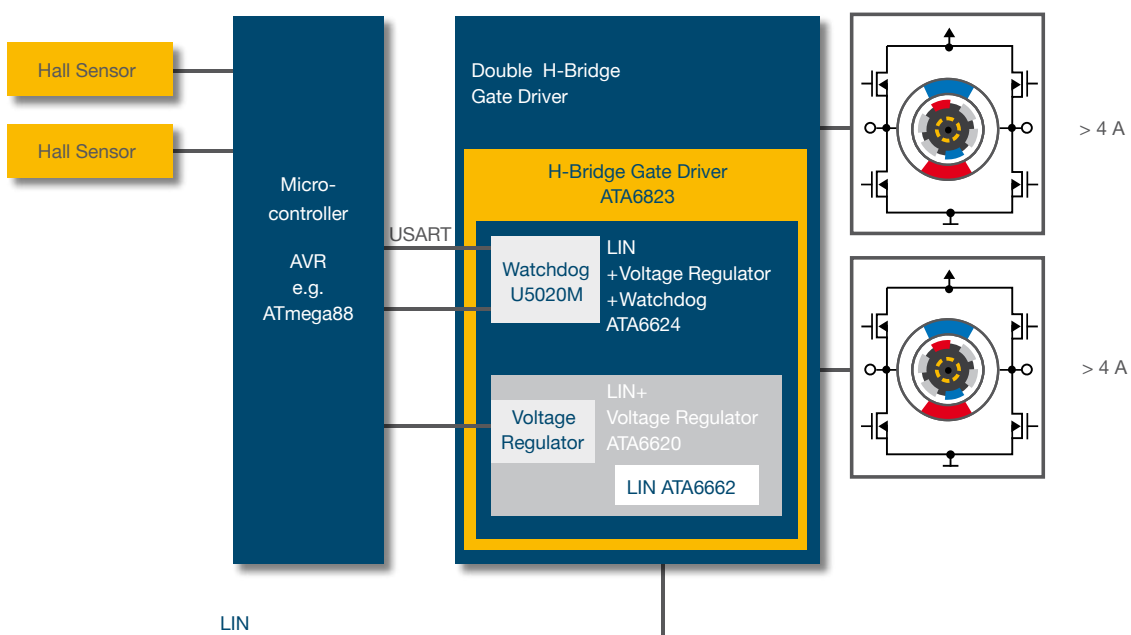 Hall Sensor
Hall Sensor
Micro-
controller
AVR
e.g.
ATmega88
USART
Double H-Bridge
Gate Driver
H-Bridge Gate Driver
ATA6823
Watchdog
U5020M
LIN
+Voltage Regulator
+Watchdog
ATA6624
Voltage
Regulator
LIN+
Voltage Regulator
ATA6620
LIN ATA6662
> 4 A
> 4 A
LIN